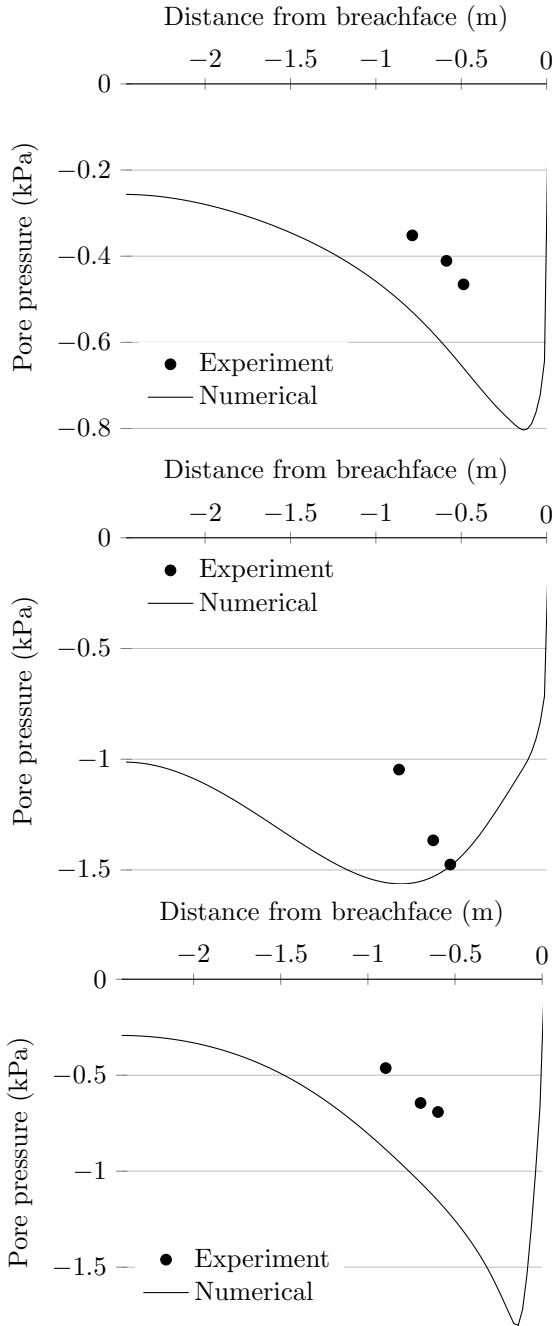 Distance from breachface (m)
−2 −1.5 −1 −0.5 0
0
−0.2
−0.4
−0.6
−0.8
Pore pressure (kPa)
Experiment
Numerical
Distance from breachface (m)
−2 −1.5 −1 −0.5 0
0
−0.5
−1
−1.5
Pore pressure (kPa)
Experiment
Numerical
Distance from breachface (m)
−2 −1.5 −1 −0.5 0
0
−0.5
−1
−1.5
Pore pressure (kPa)
Experiment
Numerical